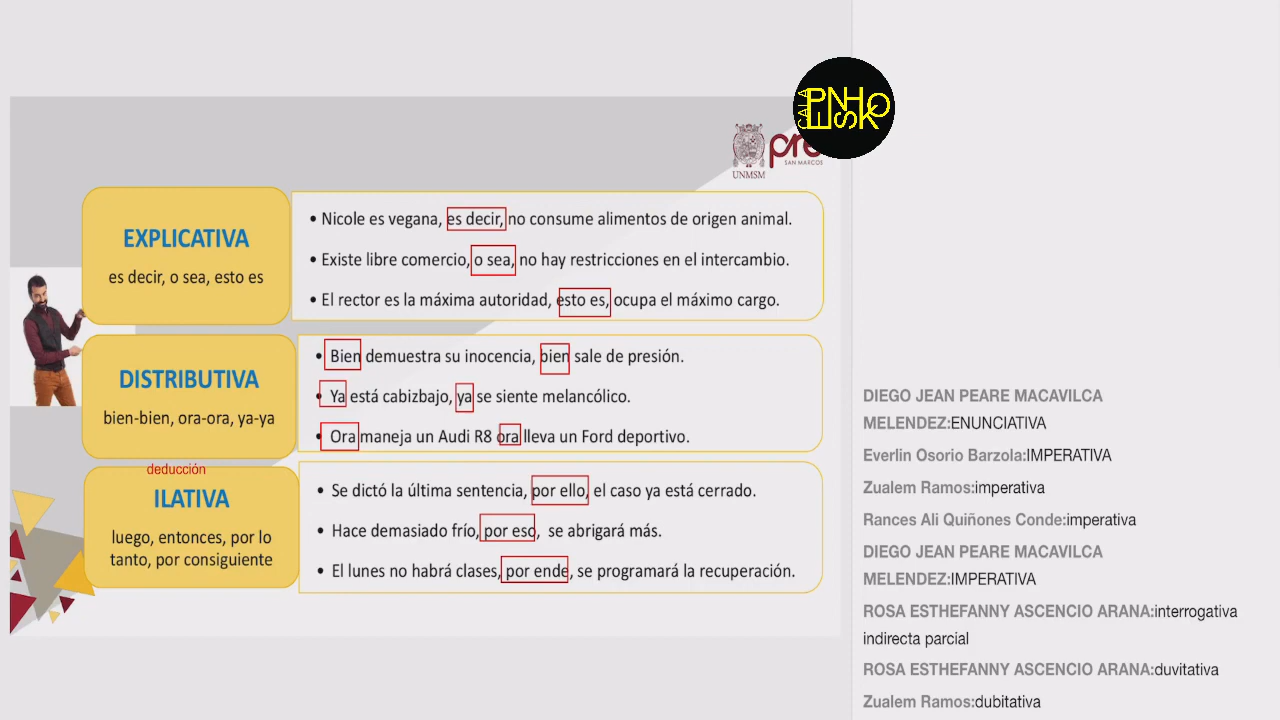 CALA
PNHO
ESK
pre
SAN MARCOS
UNMSM
EXPLICATIVA
es decir, o sea, esto es
• Nicole es vegana, es decir, no consume alimentos de origen animal.
• Existe libre comercio, o sea, no hay restricciones en el intercambio.
• El rector es la máxima autoridad, esto es, ocupa el máximo cargo.
DISTRIBUTIVA
bien-bien, ora-ora, ya-ya
• Bien demuestra su inocencia, bien sale de presión.
• Ya está cabizbajo, ya se siente melancólico.
• Ora maneja un Audi R8 ora lleva un Ford deportivo.
deducción
ILATIVA
luego, entonces, por lo
tanto, por consiguiente
• Se dictó la última sentencia, por ello, el caso ya está cerrado.
• Hace demasiado frío, por eso, se abrigará más.
• El lunes no habrá clases, por ende, se programará la recuperación.
DIEGO JEAN PEARE MACAVILCA
MELENDEZ:ENUNCIATIVA
Everlin Osorio Barzola:IMPERATIVA
Zualem Ramos:imperativa
Rances Ali Quiñones Conde:imperativa
DIEGO JEAN PEARE MACAVILCA
MELENDEZ:IMPERATIVA
ROSA ESTHEFANNY ASCENCIO ARANA:interrogativa
indirecta parcial
ROSA ESTHEFANNY ASCENCIO ARANA:duvitativa
Zualem Ramos:dubitativa